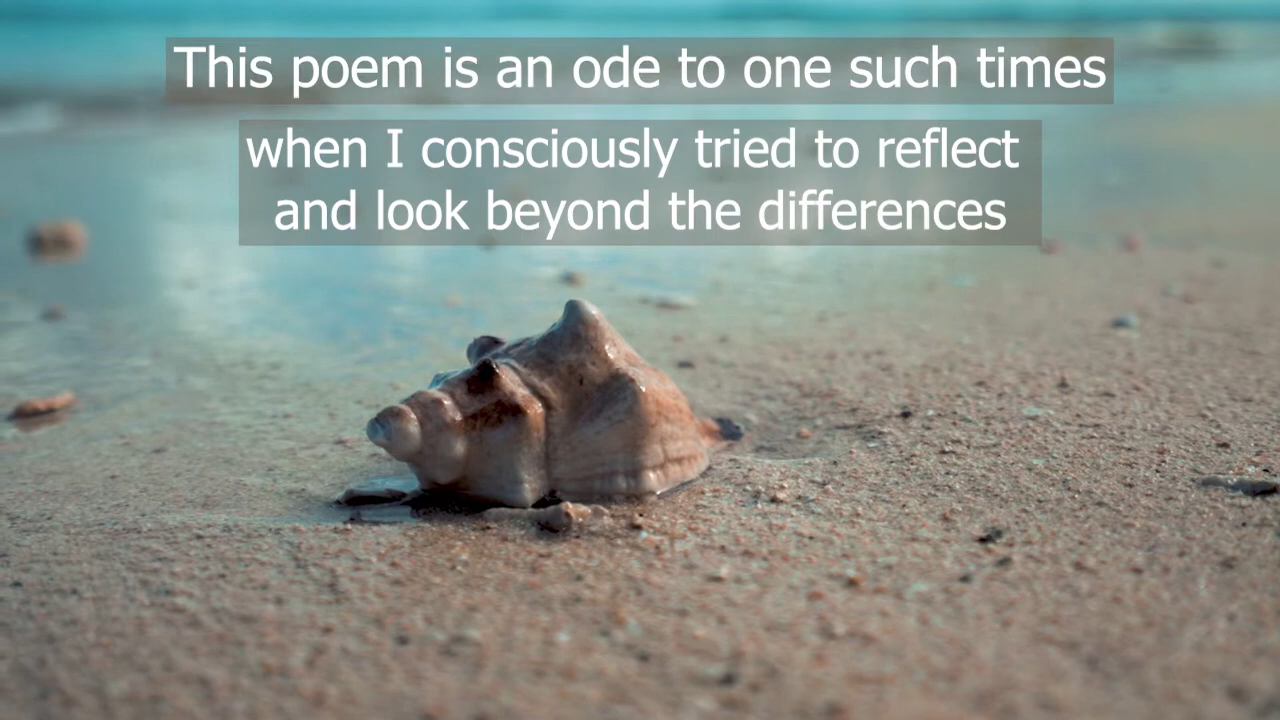 This poem is an ode to one such times
when I consciously tried to reflect
and look beyond the differences